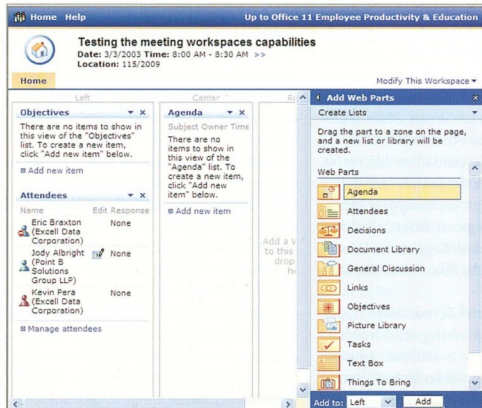 Home Help
Up to Office 11 Employee Productivity & Education
Testing the meeting workspaces capabilities
Date: 3/3/2003 Time: 8:00 AM - 8:30 AM >>
Location: 115/2009
Home
Modify This Workspace
Left
Objectives
There are no items to show in
this view of the "Objectives"
list. To create a new item,
click "Add new item" below.
Add new item
Attendees
Name Edit Response
Eric Braxton
(Excell Data
Corporation)
None
Jody Albright
(Point B
Solutions
Group LLP)
None
Kevin Pera
(Excell Data
Corporation)
None
Manage attendees
Center
Agenda
Subject Owner Time
There are no
items to show in
this view of the
"Agenda" list. To
create a new
item, click "Add
new item" below.
Add new item
Add a
to this
drop
Add Web Parts
Create Lists
Drag the part to a zone on the page,
and a new list or library will be
created.
Web Parts
Agenda
Attendees
Decisions
Document Library
General Discussion
Links
Objectives
Picture Library
Tasks
Text Box
Things To Bring
Add to: Left Add